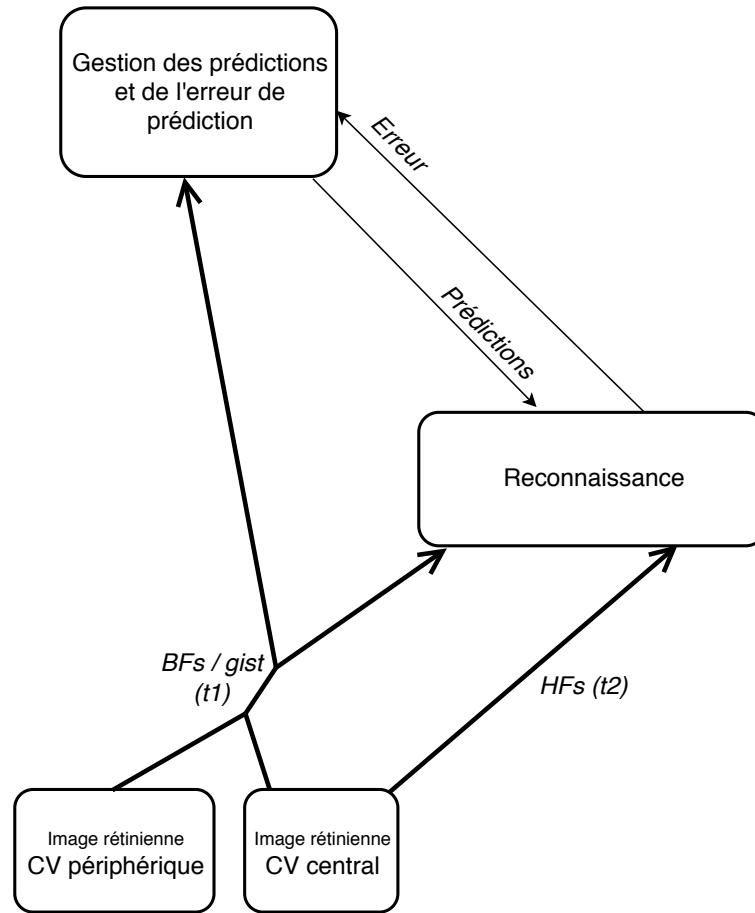 Gestion des prédictions
et de l'erreur de
prédiction
Erreur
Prédictions
Reconnaissance
BFs / gist
(t1)
HFs (t2)
Image rétinienne
CV périphérique
Image rétinienne
CV central